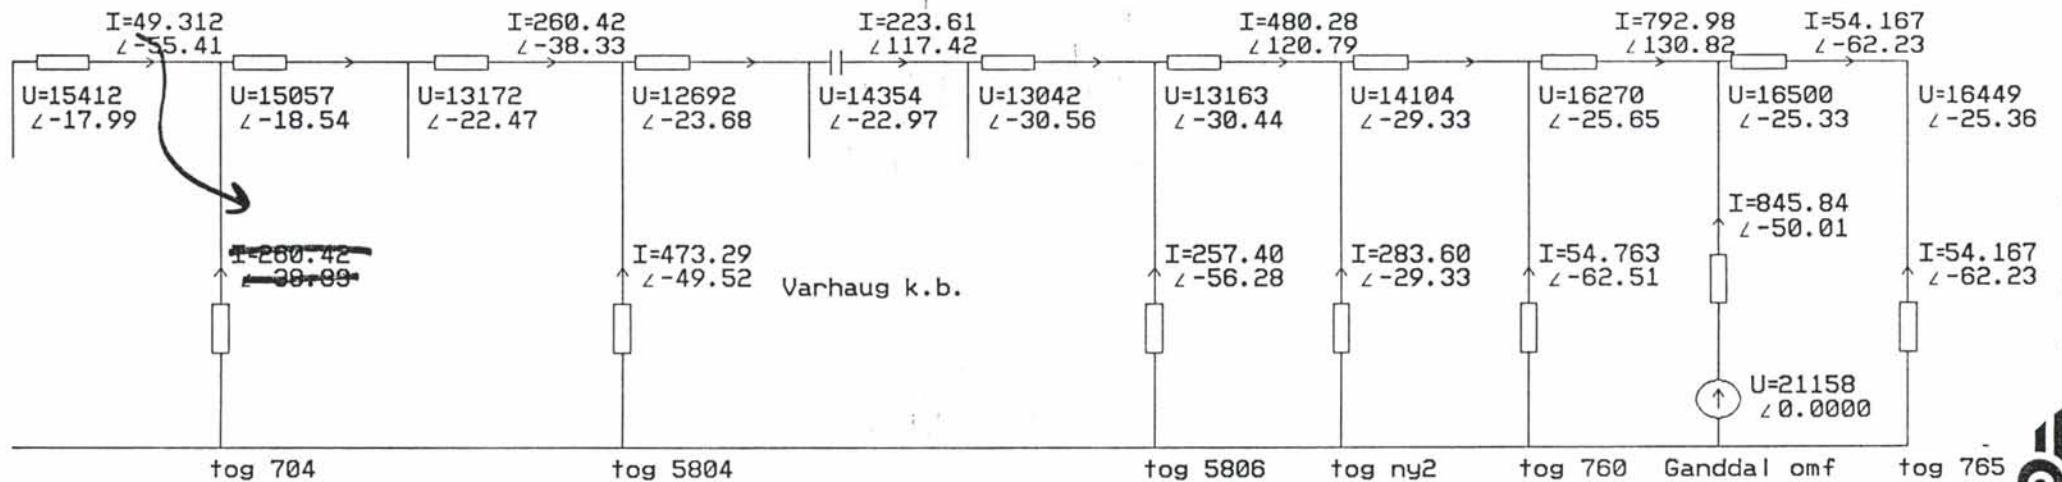 I=49.312 I=260.42 I=223.61 I=480.28 I=792.98 I=54.167
∠-55.41 ∠-38.33 ∠117.42 ∠120.79 ∠130.82 ∠-62.23
U=15412 U=15057 U=13172 U=12692 U=14354 U=13042 U=13163 U=14104 U=16270 U=16500 U=16449
∠-17.99 ∠-18.54 ∠-22.47 ∠-23.68 ∠-22.97 ∠-30.56 ∠-30.44 ∠-29.33 ∠-25.65 ∠-25.33 ∠-25.36
I=845.84
∠-50.01
I=260.42 I=473.29 I=257.40 I=283.60 I=54.763 I=54.167
∠-38.33 ∠-49.52 ∠-56.28 ∠-29.33 ∠-62.51 ∠-62.23
Varhaug k.b.
U=21158
∠0.0000
tog 704 tog 5804 tog 5806 tog ny2 tog 760 Ganddal omf tog 765